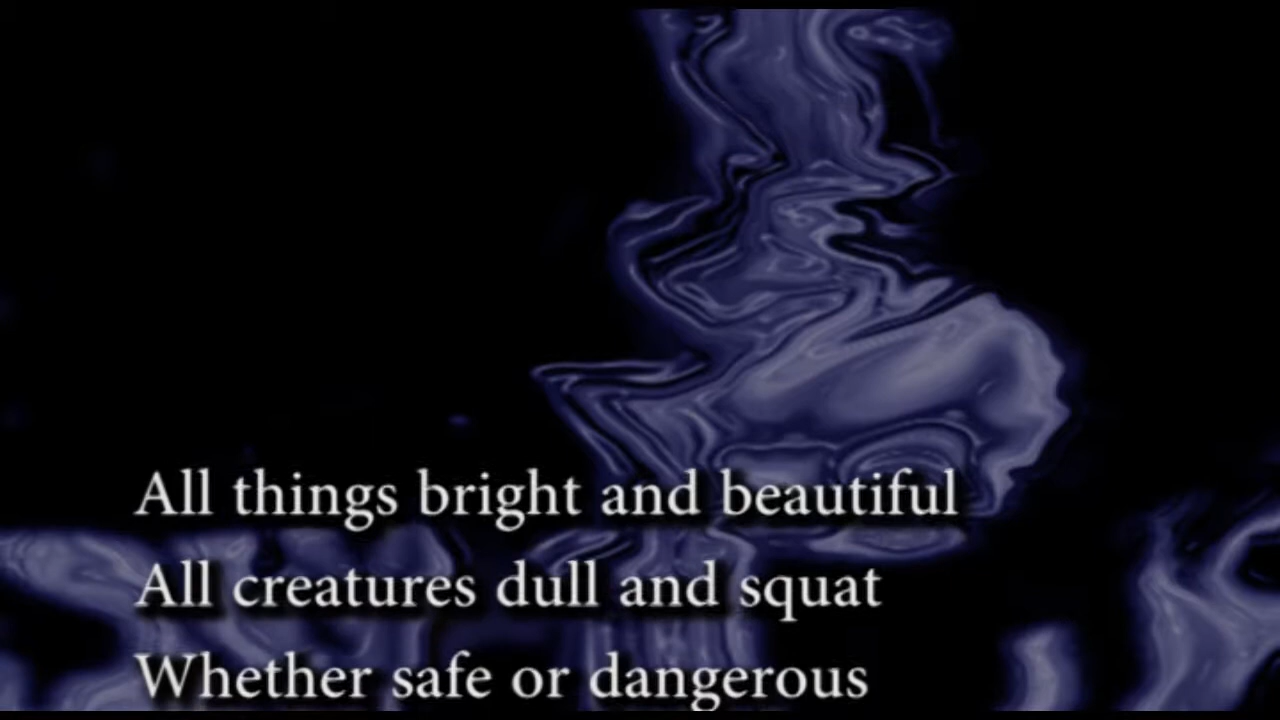 All things bright and beautiful
All creatures dull and squat
Whether safe or dangerous